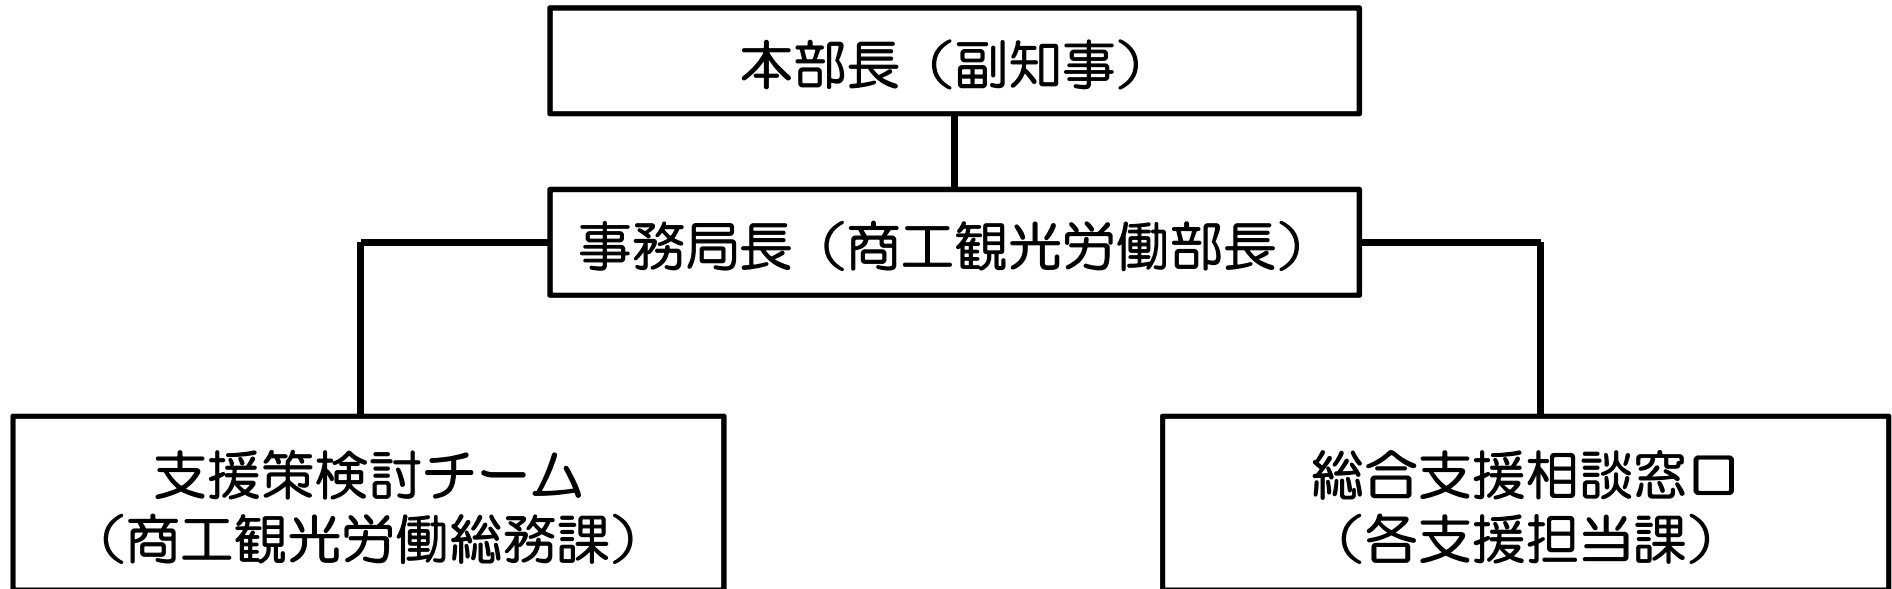 本部長（副知事）
事務局長（商工観光労働部長）
支援策検討チーム
（商工観光労働総務課）
総合支援相談窓口
（各支援担当課）